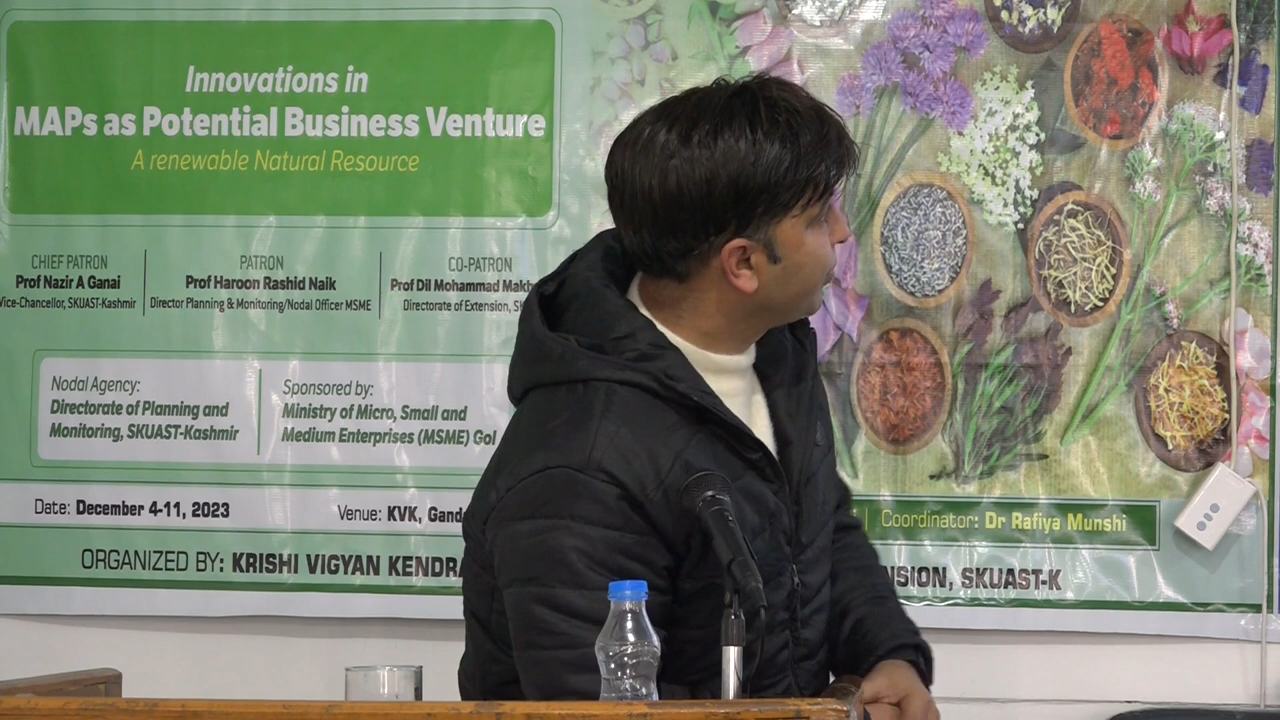 Innovations in
MAPs as Potential Business Venture
A renewable Natural Resource
CHIEF PATRON
Prof Nazir A Ganai
Vice-Chancellor, SKUAST-Kashmir
PATRON
Prof Haroon Rashid Naik
Director Planning & Monitoring/Nodal Officer MSME
CO-PATRON
Prof Dil Mohammad
Directorate of Extension,
Nodal Agency:
Directorate of Planning and
Monitoring, SKUAST-Kashmir
Sponsored by:
Ministry of Micro, Small and
Medium Enterprises (MSME) GoI
Date: December 4-11, 2023
Venue: KVK,
Coordinator: Dr Rafiya Munshi
ORGANIZED BY: KRISHI VIGYAN KENDRA
NSION, SKUAST-K